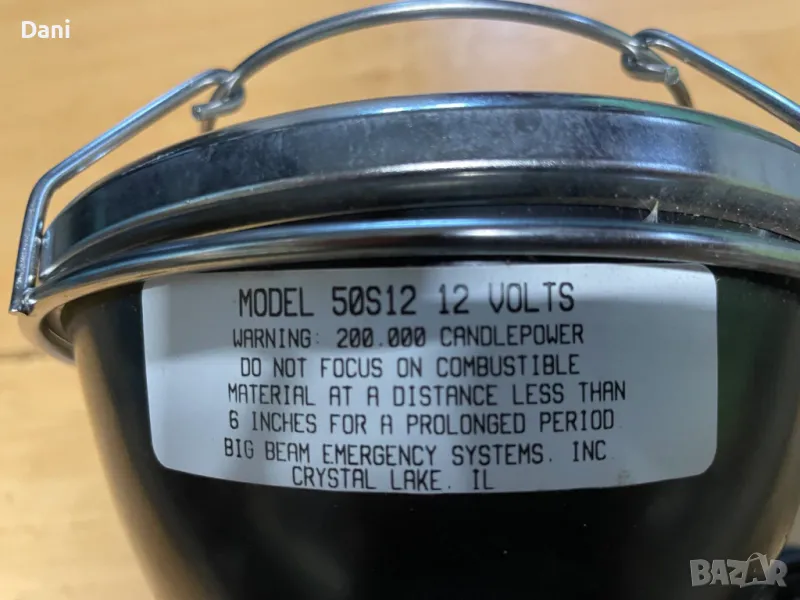 Dani
MODEL 50S12 12 VOLTS
WARNING: 200.000 CANDLEPOWER
DO NOT FOCUS ON COMBUSTIBLE
MATERIAL AT A DISTANCE LESS THAN
6 INCHES FOR A PROLONGED PERIOD
BIG BEAM EMERGENCY SYSTEMS. INC
CRYSTAL LAKE. IL
BAZAR